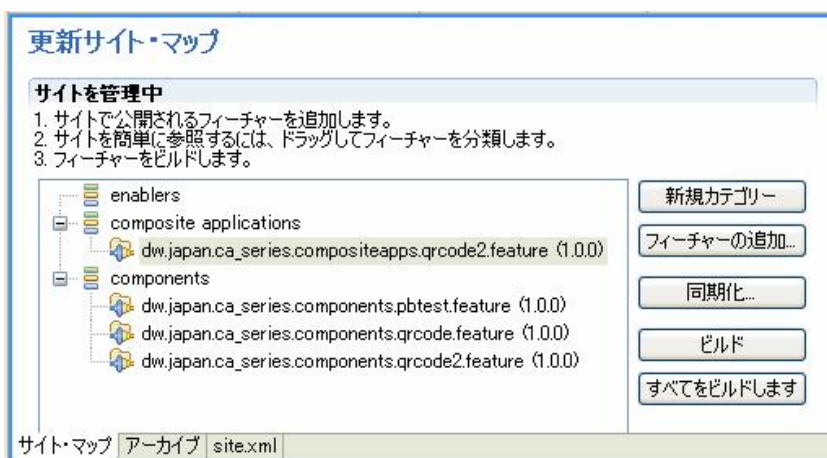 更新サイト・マップ
サイトを管理中
1. サイトで公開されるフィーチャーを追加します。
2. サイトを簡単に参照するには、ドラッグしてフィーチャーを分類します。
3. フィーチャーをビルドします。
enablers
composite applications
dw.japan.ca_series.compositeapps.qrcode2.feature (1.0.0)
components
dw.japan.ca_series.components.pbtest.feature (1.0.0)
dw.japan.ca_series.components.qrcode.feature (1.0.0)
dw.japan.ca_series.components.qrcode2.feature (1.0.0)
新規カテゴリー
フィーチャーの追加...
同期化...
ビルド
すべてをビルドします
サイト・マップ アーカイブ site.xml